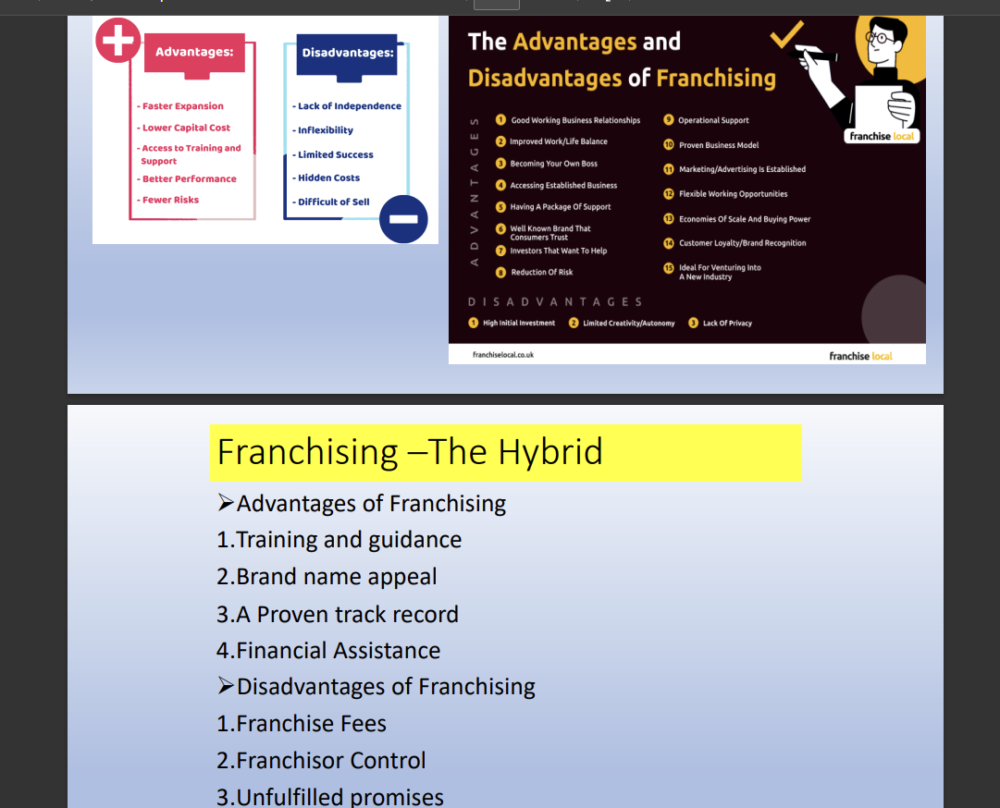 Advantages:
- Faster Expansion
- Lower Capital Cost
- Access to Training and
Support
- Better Performance
- Fewer Risks
Disadvantages:
- Lack of Independence
- Inflexibility
- Limited Success
- Hidden Costs
- Difficult of Sell
The Advantages and
Disadvantages of Franchising
franchise local
ADVANTAGES
1 Good Working Business Relationships
2 Improved Work/Life Balance
3 Becoming Your Own Boss
4 Accessing Established Business
5 Having A Package Of Support
6 Well Known Brand That
Consumers Trust
7 Investors That Want To Help
8 Reduction Of Risk
9 Operational Support
10 Proven Business Model
11 Marketing/Advertising Is Established
12 Flexible Working Opportunities
13 Economies Of Scale And Buying Power
14 Customer Loyalty/Brand Recognition
15 Ideal For Venturing Into
A New Industry
DISADVANTAGES
1 High Initial Investment 2 Limited Creativity/Autonomy 3 Lack Of Privacy
franchiselocal.co.uk franchise local
Franchising –The Hybrid
➢Advantages of Franchising
1.Training and guidance
2.Brand name appeal
3.A Proven track record
4.Financial Assistance
➢Disadvantages of Franchising
1.Franchise Fees
2.Franchisor Control
3.Unfulfilled promises